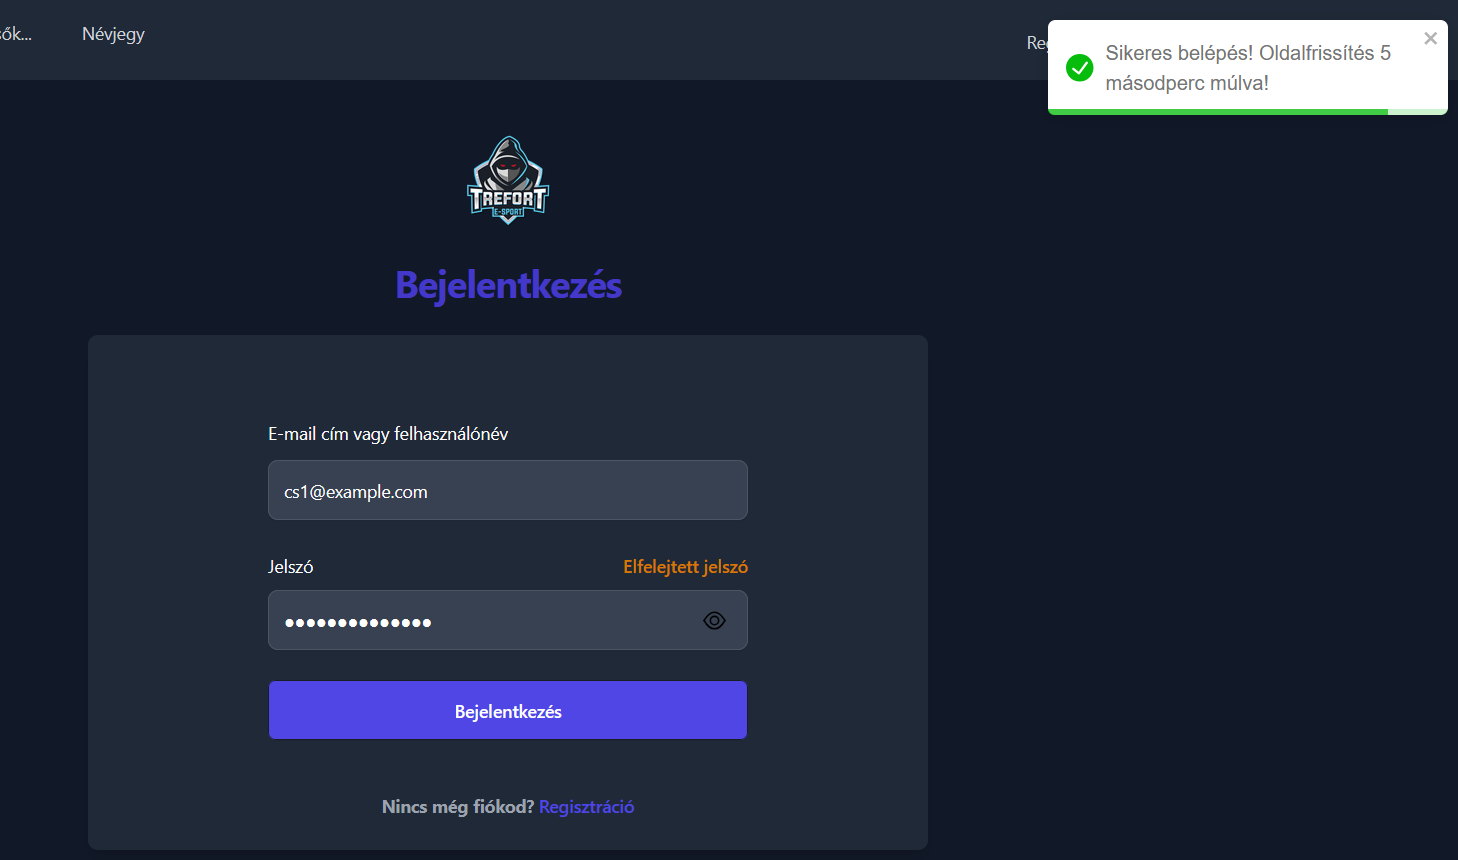 Névjegy
Sikeres belépés! Oldalfrissítés 5
másodperc múlva!
TREFORT
E-SPORT
Bejelentkezés
E-mail cím vagy felhasználónév
cs1@example.com
Jelszó
Elfelejtett jelszó
Bejelentkezés
Nincs még fiókod? Regisztráció